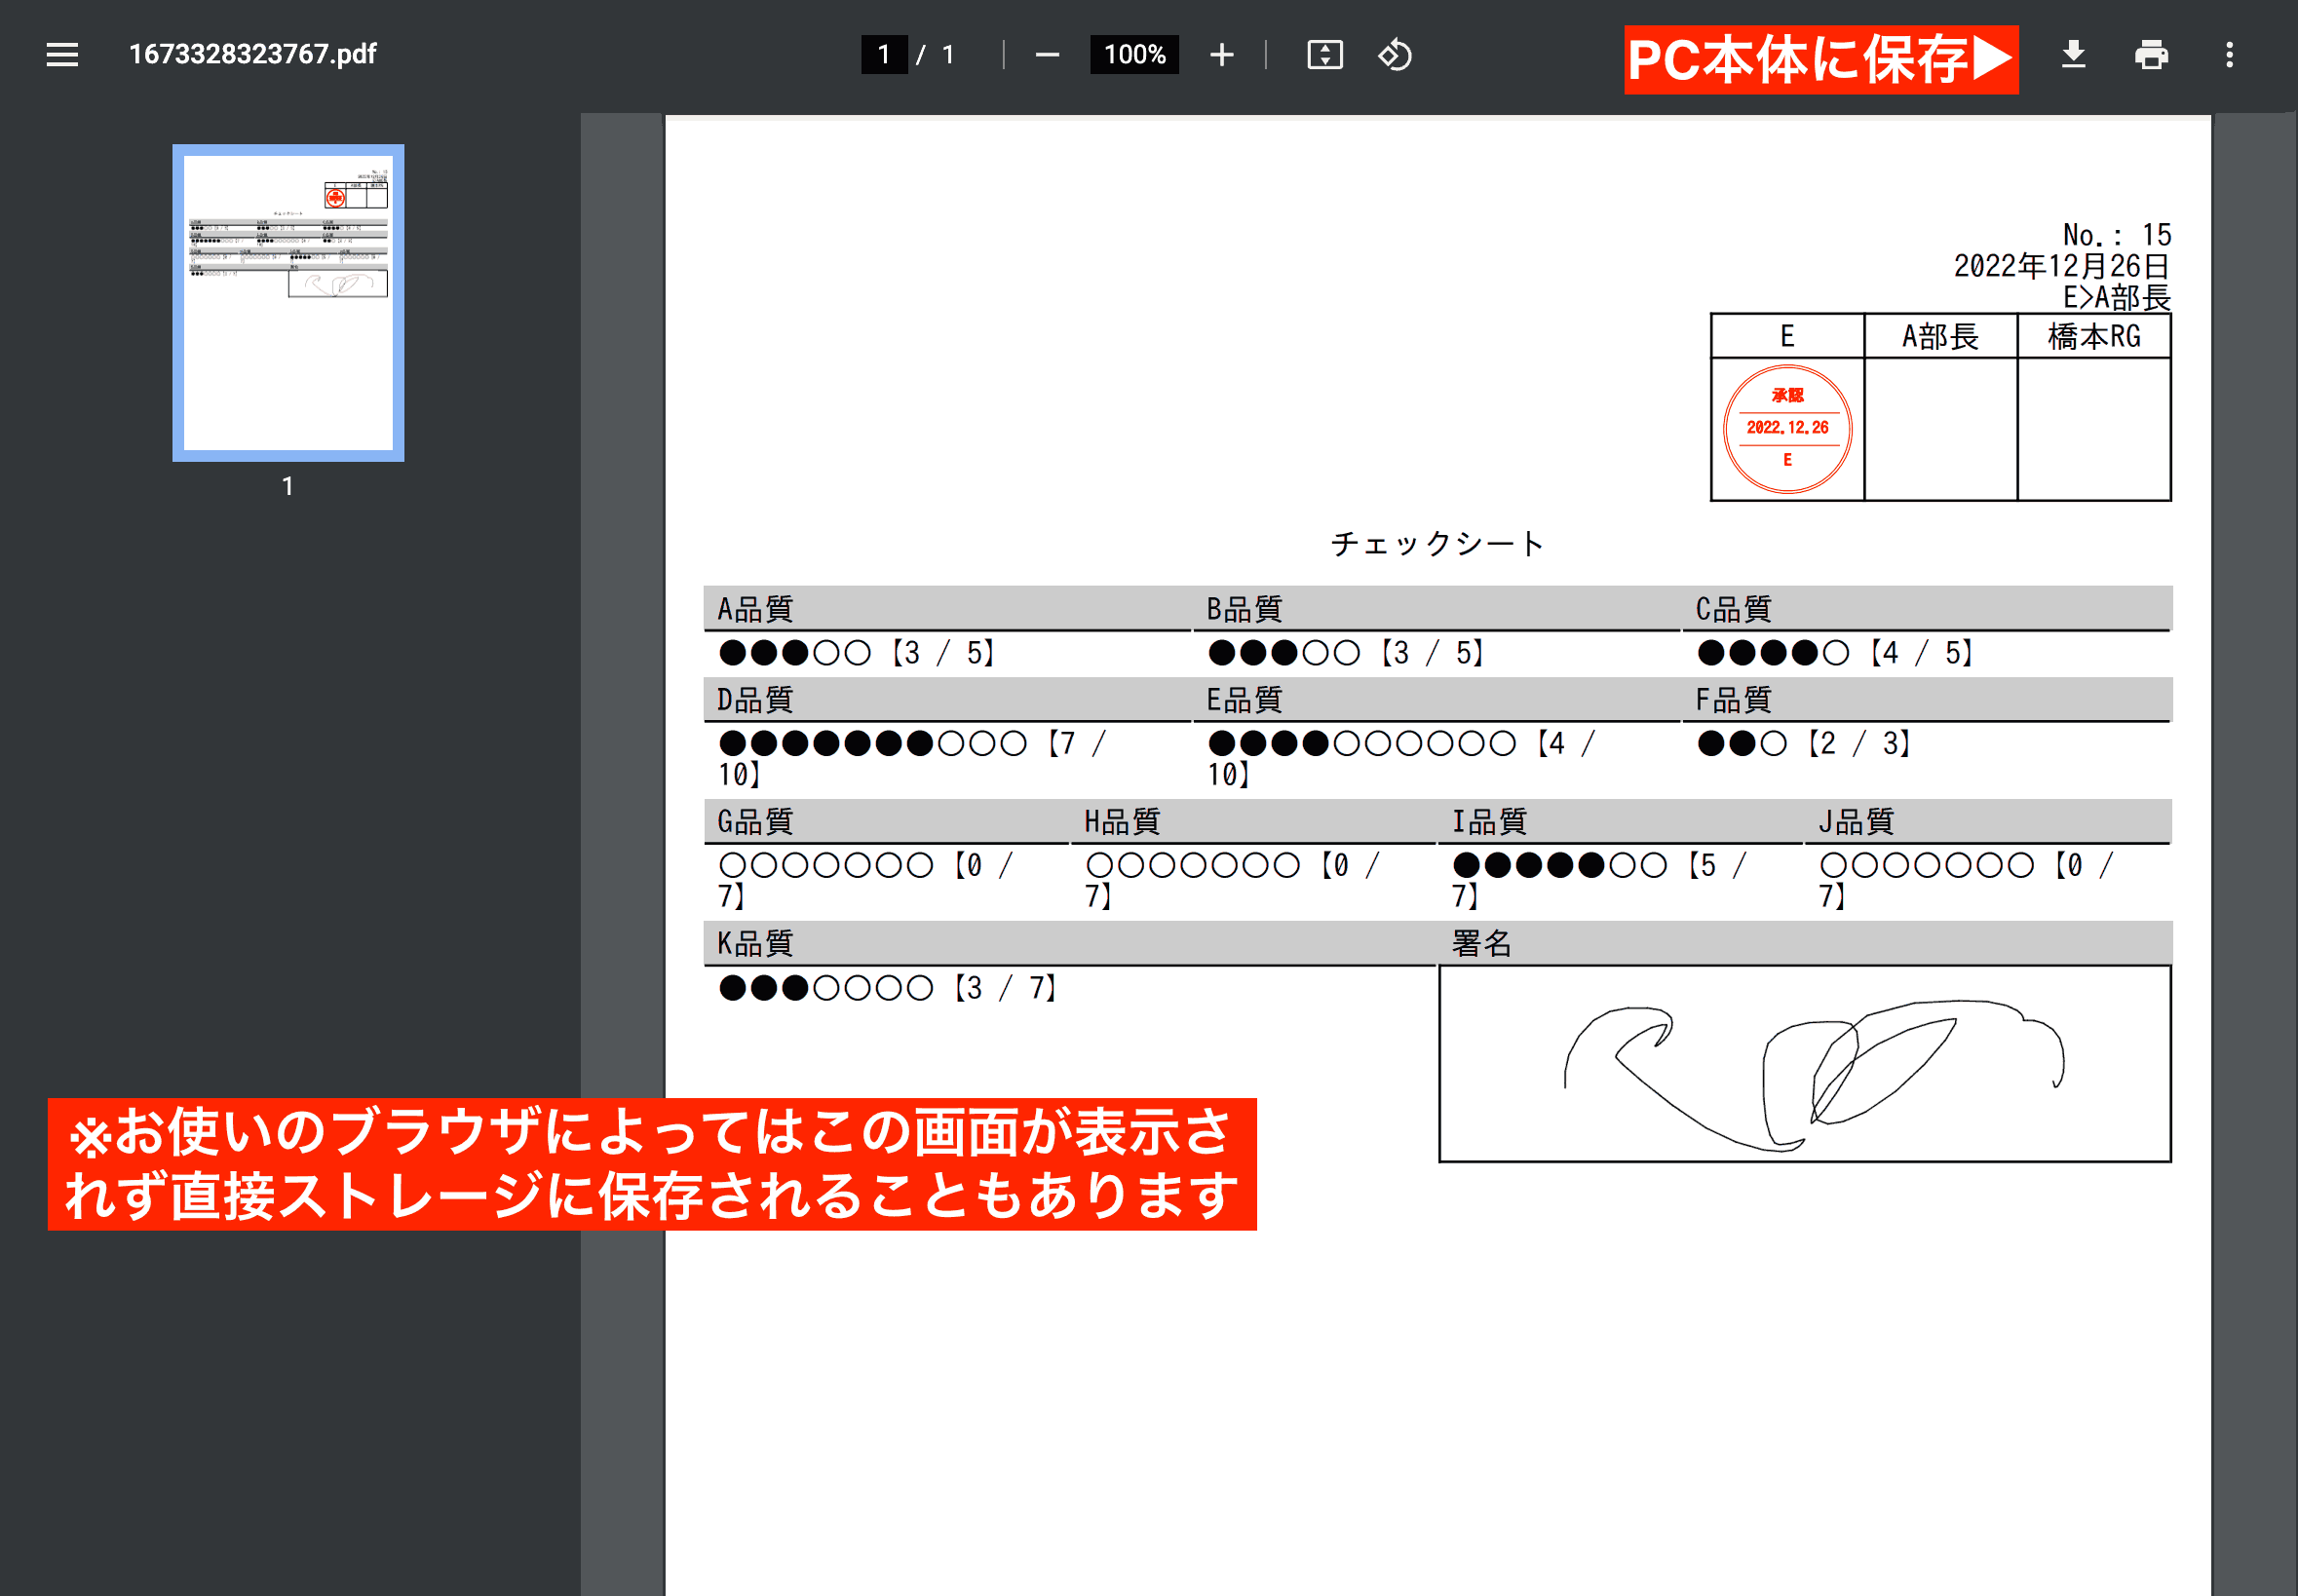 1673328323767.pdf
1 / 1
100%
PC本体に保存▶
1
No.: 15
2022年12月26日
E>A部長
E A部長 橋本RG
承認
2022.12.26
E
チェックシート
A品質 B品質 C品質
●●●○○【3 / 5】 ●●●○○【3 / 5】 ●●●●○【4 / 5】
D品質 E品質 F品質
●●●●●●●○○○【7 / ●●●●○○○○○○【4 / ●●○【2 / 3】
10】 10】
G品質 H品質 I品質 J品質
○○○○○○○【0 / ○○○○○○○【0 / ●●●●●○○【5 / ○○○○○○○【0 /
7】 7】 7】 7】
K品質 署名
●●●○○○○【3 / 7】
※お使いのブラウザによってはこの画面が表示さ
れず直接ストレージに保存されることもあります